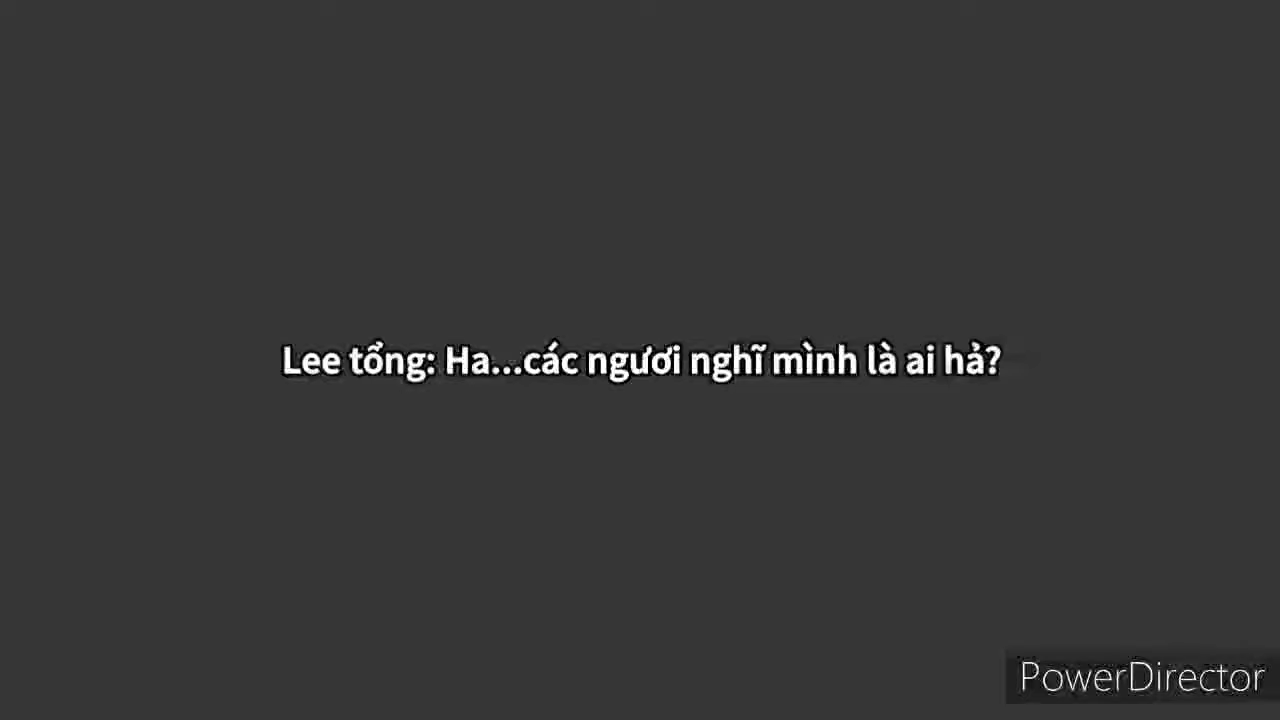 Lee tổng: Ha...các ngươi nghĩ mình là ai hả?
PowerDirector